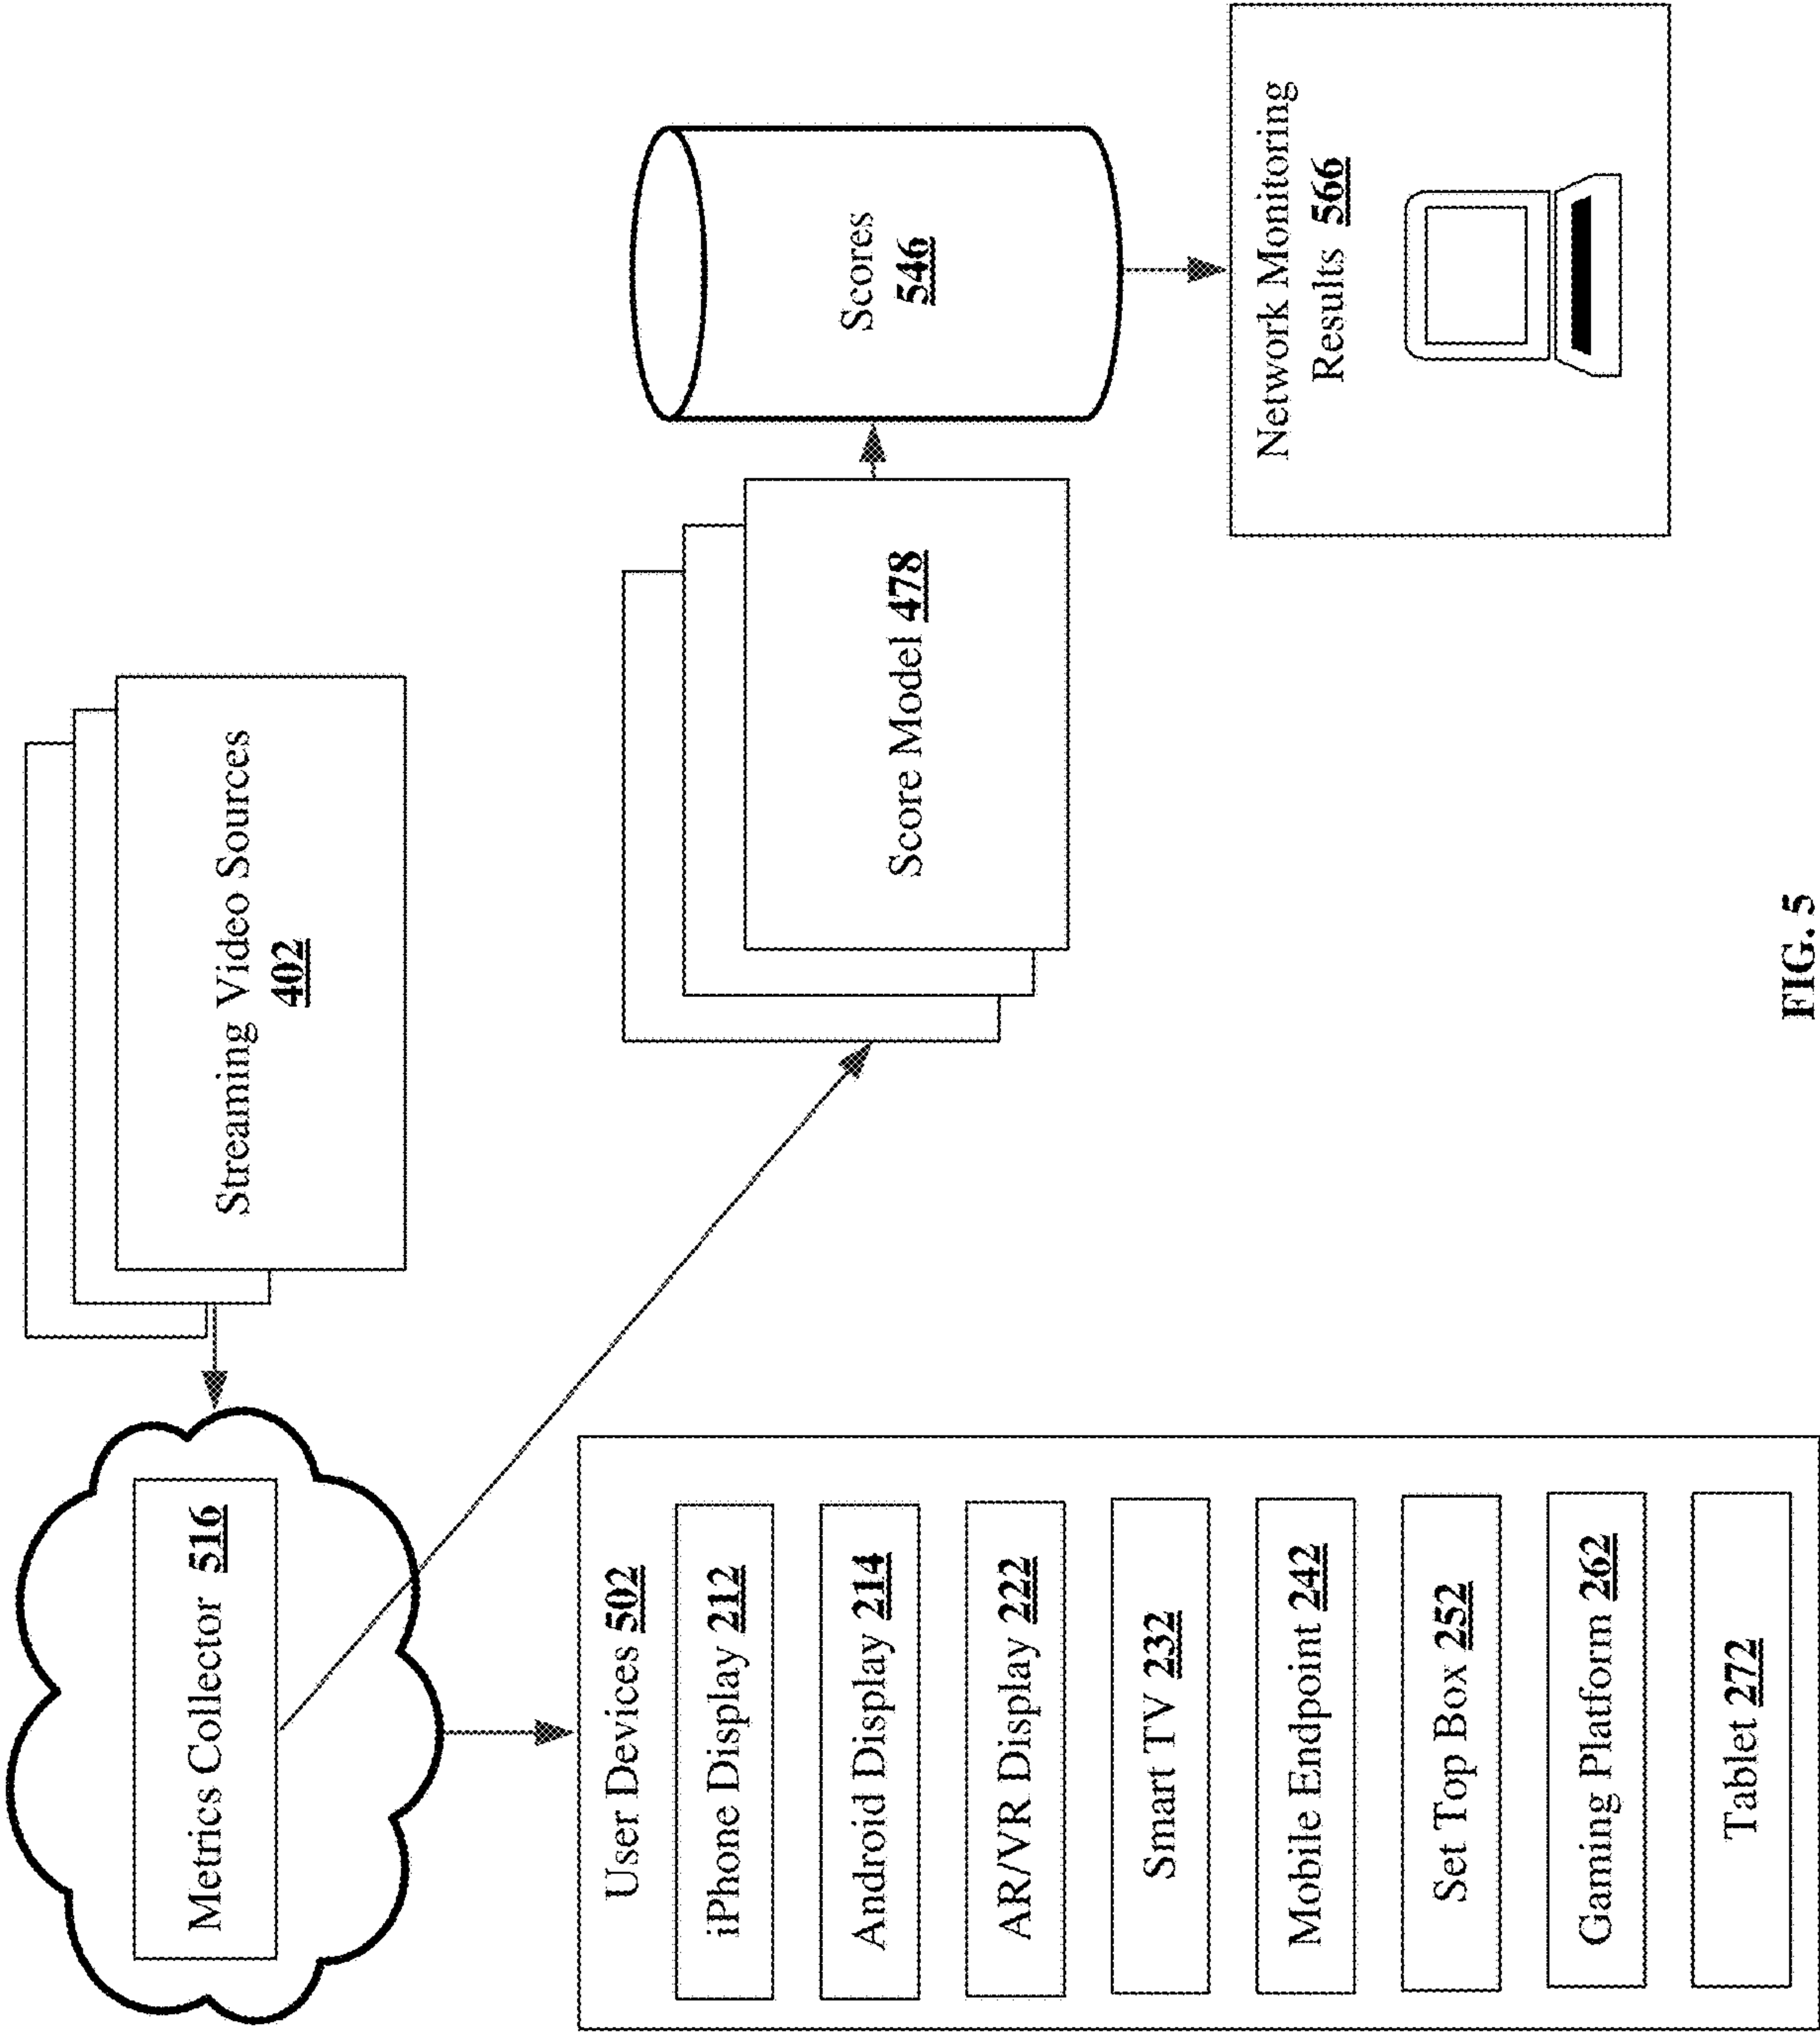 Metrics Collector 516
Streaming Video Sources
402
User Devices 502
iPhone Display 212
Android Display 214
AR/VR Display 222
Smart TV 232
Mobile Endpoint 242
Set Top Box 252
Gaming Platform 262
Tablet 272
Score Model 478
Scores
546
Network Monitoring
Results 566
FIG. 5